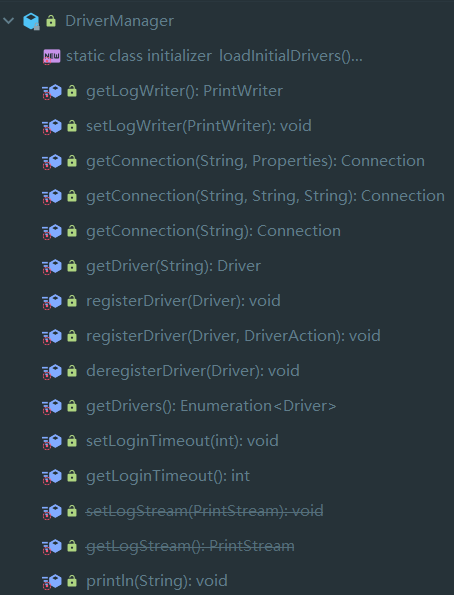 DriverManager
static class initializer loadInitialDrivers()...
getLogWriter(): PrintWriter
setLogWriter(PrintWriter): void
getConnection(String, Properties): Connection
getConnection(String, String, String): Connection
getConnection(String): Connection
getDriver(String): Driver
registerDriver(Driver): void
registerDriver(Driver, DriverAction): void
deregisterDriver(Driver): void
getDrivers(): Enumeration<Driver>
setLoginTimeout(int): void
getLoginTimeout(): int
setLogStream(PrintStream): void
getLogStream(): PrintStream
println(String): void